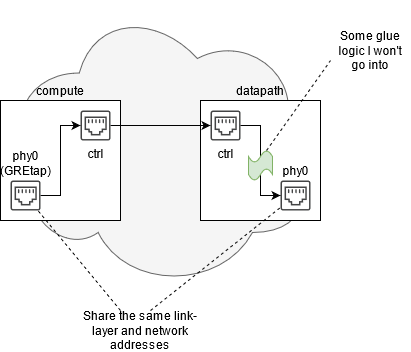 Some glue
logic I won't
go into
compute
datapath
ctrl
ctrl
phy0
(GREtap)
phy0
Share the same link-
layer and network
addresses